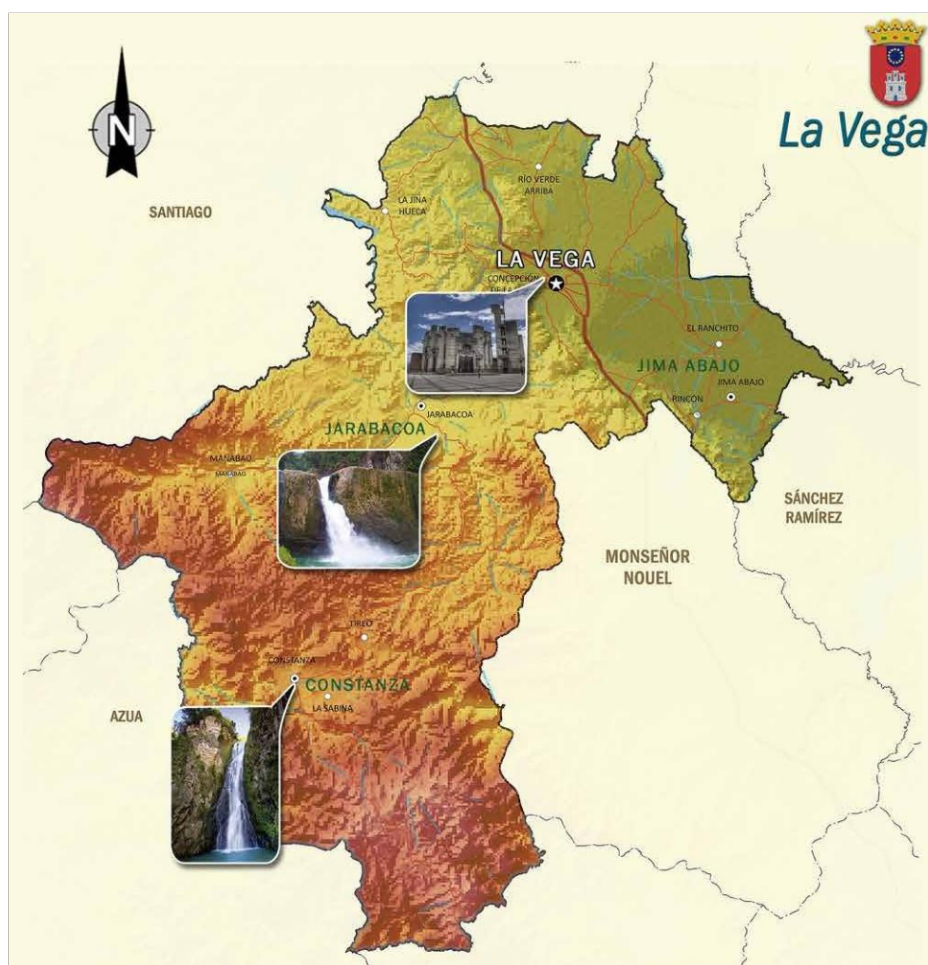 La Vega
N
SANTIAGO
RÍO VERDE
ARRIBA
LA JINA
HUECA
LA VEGA
CONCEPCIÓN
EL RANCHITO
JIMA ABAJO
JIMA ABAJO
RINCÓN
JARABACOA
JARABACOA
MANABAO
MANABAO
SÁNCHEZ
RAMÍREZ
MONSEÑOR
NOUEL
TIREO
CONSTANZA
CONSTANZA
LA SABINA
AZUA